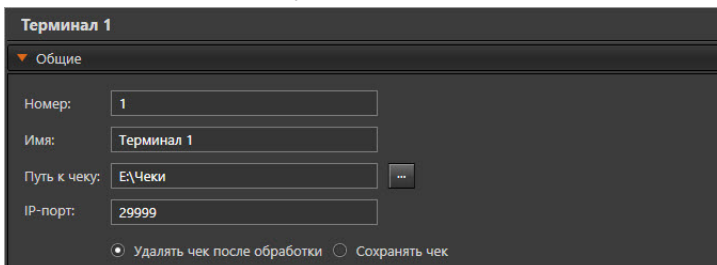 Терминал 1
Общие
Номер: 1
Имя: Терминал 1
Путь к чеку: E:\Чеки ...
IP-порт: 29999
Удалять чек после обработки Сохранять чек